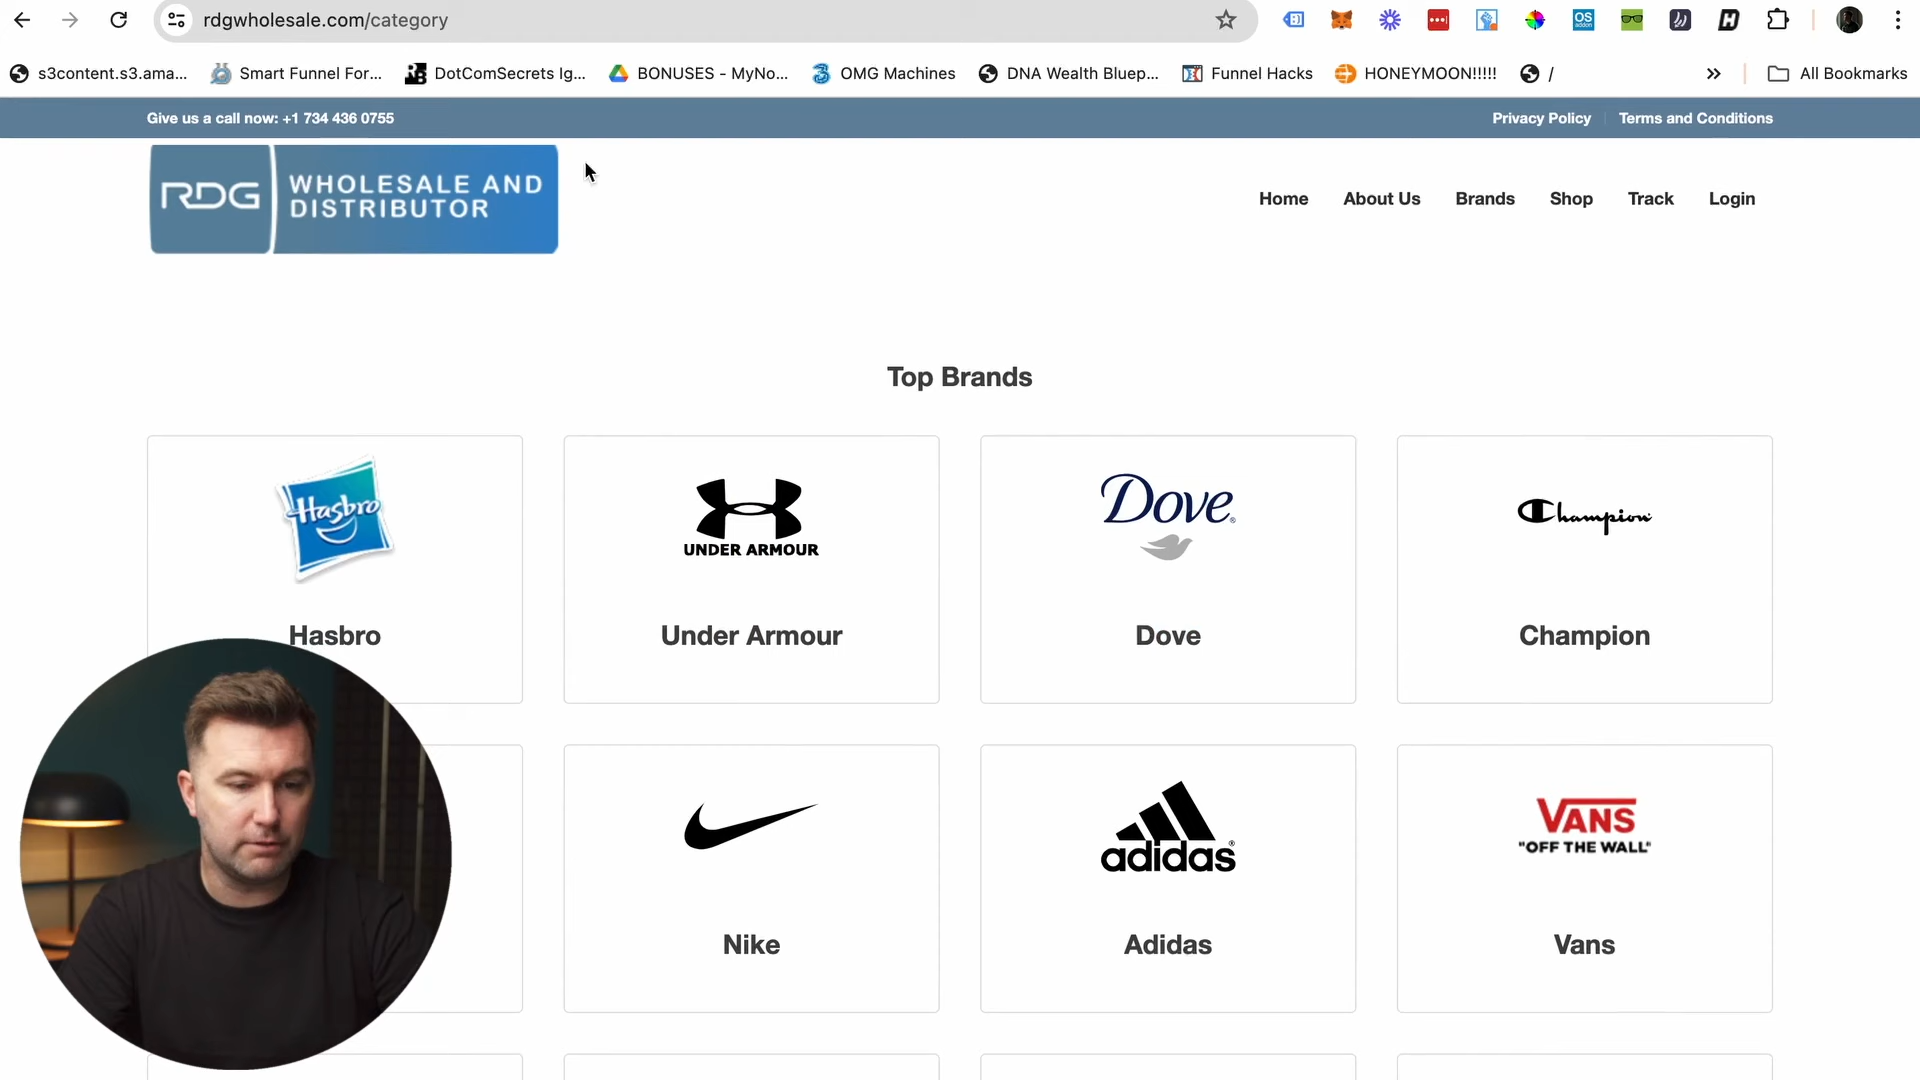 rdgwholesale.com/category
s3content.s3.ama...
Smart Funnel For...
DotComSecrets Ig...
BONUSES - MyNo...
OMG Machines
DNA Wealth Bluep...
Funnel Hacks
HONEYMOON!!!!!
/
All Bookmarks
Give us a call now: +1 734 436 0755
Privacy Policy
Terms and Conditions
RDG
WHOLESALE AND
DISTRIBUTOR
Home
About Us
Brands
Shop
Track
Login
Top Brands
Hasbro
UNDER ARMOUR
Dove
Champion
Hasbro
Under Armour
Dove
Champion
adidas
VANS
"OFF THE WALL"
Nike
Adidas
Vans